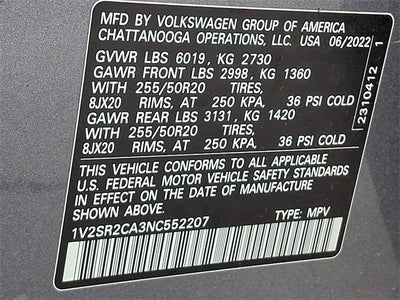 MFD BY VOLKSWAGEN GROUP OF AMERICA
CHATTANOOGA OPERATIONS, LLC. USA 06/2022
GVWR LBS 6019, KG 2730
GAWR FRONT LBS 2998, KG 1360
WITH 255/50R20 TIRES,
8JX20 RIMS, AT 250 KPA, 36 PSI COLD
GAWR REAR LBS 3131, KG 1420
WITH 255/50R20 TIRES,
8JX20 RIMS, AT 250 KPA, 36 PSI COLD
THIS VEHICLE CONFORMS TO ALL APPLICABLE
U.S. FEDERAL MOTOR VEHICLE SAFETY STANDARDS
IN EFFECT ON THE DATE OF MANUFACTURE
SHOWN ABOVE.
1V2SR2CA3NC552207 TYPE: MPV
2310412 1